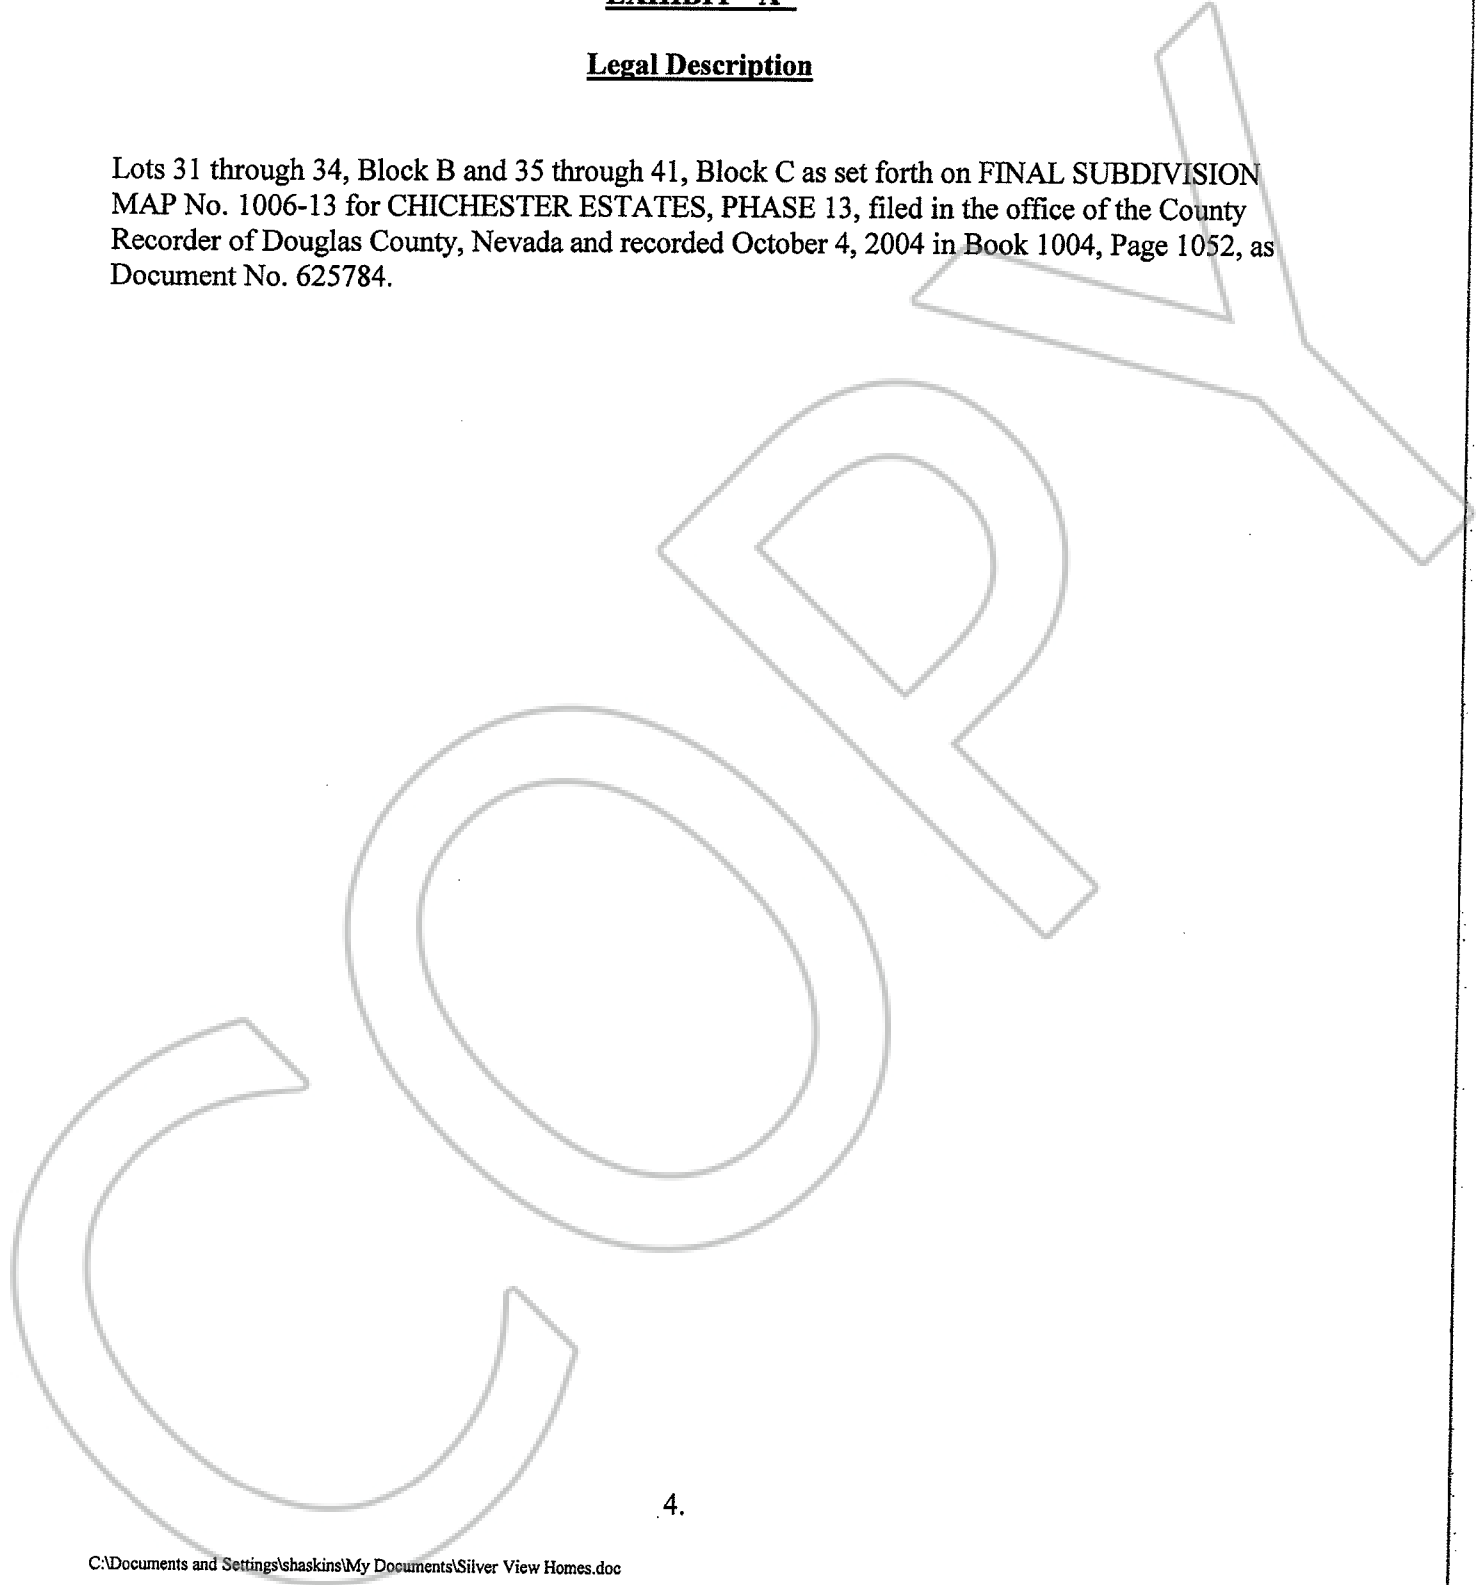 EXHIBIT "A"
Legal Description
Lots 31 through 34, Block B and 35 through 41, Block C as set forth on FINAL SUBDIVISION
MAP No. 1006-13 for CHICHESTER ESTATES, PHASE 13, filed in the office of the County
Recorder of Douglas County, Nevada and recorded October 4, 2004 in Book 1004, Page 1052, as
Document No. 625784.
COPY
4.
C:\Documents and Settings\shaskins\My Documents\Silver View Homes.doc